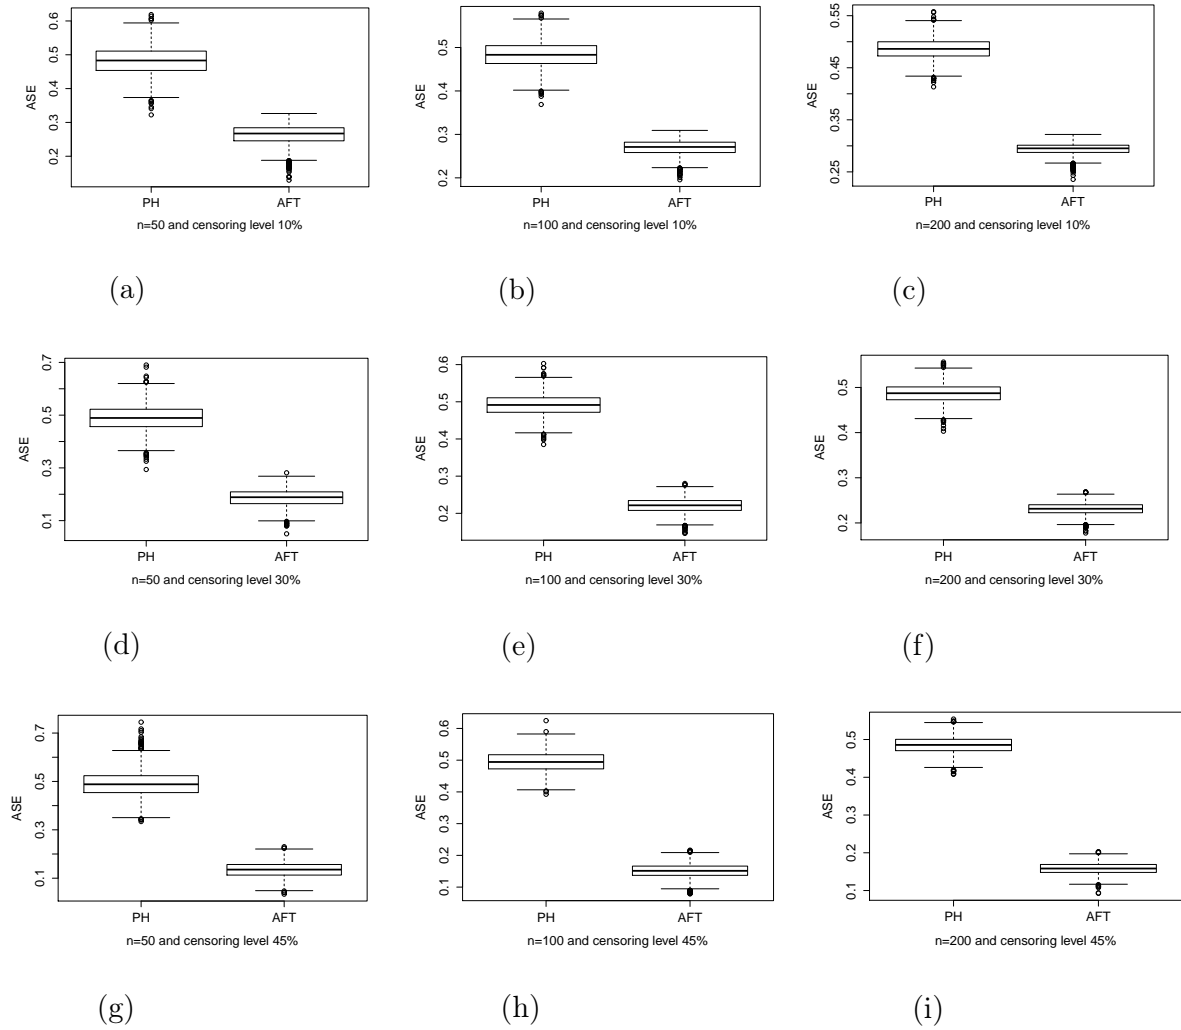 ASE
0.2 0.3 0.4 0.5 0.6
PH AFT
n=50 and censoring level 10%
(a)
ASE
0.2 0.3 0.4 0.5
PH AFT
n=100 and censoring level 10%
(b)
ASE
0.25 0.35 0.45 0.55
PH AFT
n=200 and censoring level 10%
(c)
ASE
0.1 0.3 0.5 0.7
PH AFT
n=50 and censoring level 30%
(d)
ASE
0.2 0.3 0.4 0.5 0.6
PH AFT
n=100 and censoring level 30%
(e)
ASE
0.2 0.3 0.4 0.5
PH AFT
n=200 and censoring level 30%
(f)
ASE
0.1 0.3 0.5 0.7
PH AFT
n=50 and censoring level 45%
(g)
ASE
0.1 0.2 0.3 0.4 0.5 0.6
PH AFT
n=100 and censoring level 45%
(h)
ASE
0.1 0.2 0.3 0.4 0.5
PH AFT
n=200 and censoring level 45%
(i)